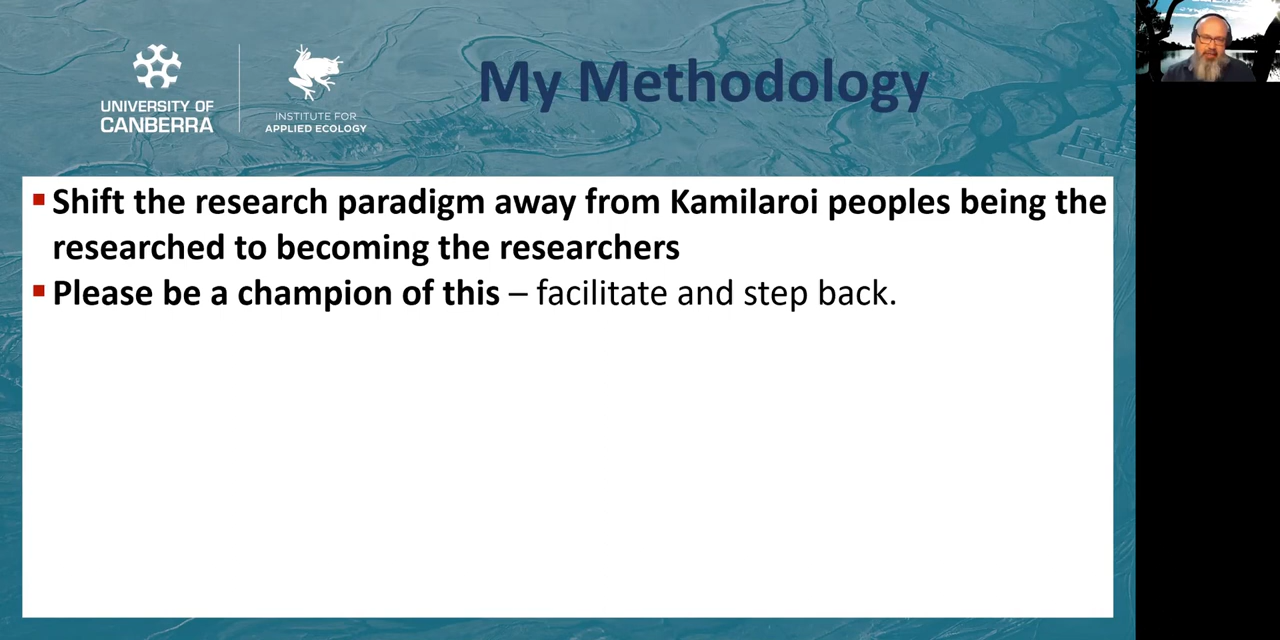 UNIVERSITY OF
CANBERRA
INSTITUTE FOR
APPLIED ECOLOGY
My Methodology
▪ Shift the research paradigm away from Kamilaroi peoples being the
researched to becoming the researchers
▪ Please be a champion of this – facilitate and step back.